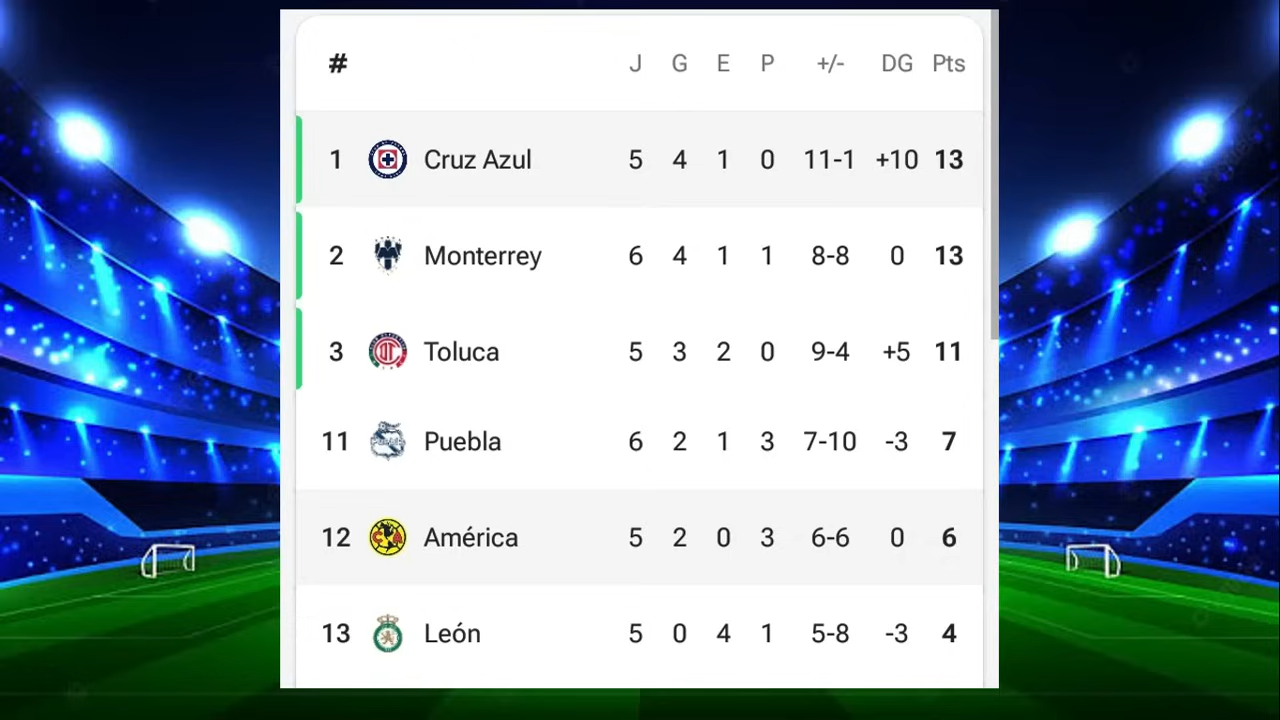 # J G E P +/- DG Pts
1 Cruz Azul 5 4 1 0 11-1 +10 13
2 Monterrey 6 4 1 1 8-8 0 13
3 Toluca 5 3 2 0 9-4 +5 11
11 Puebla 6 2 1 3 7-10 -3 7
12 América 5 2 0 3 6-6 0 6
13 León 5 0 4 1 5-8 -3 4